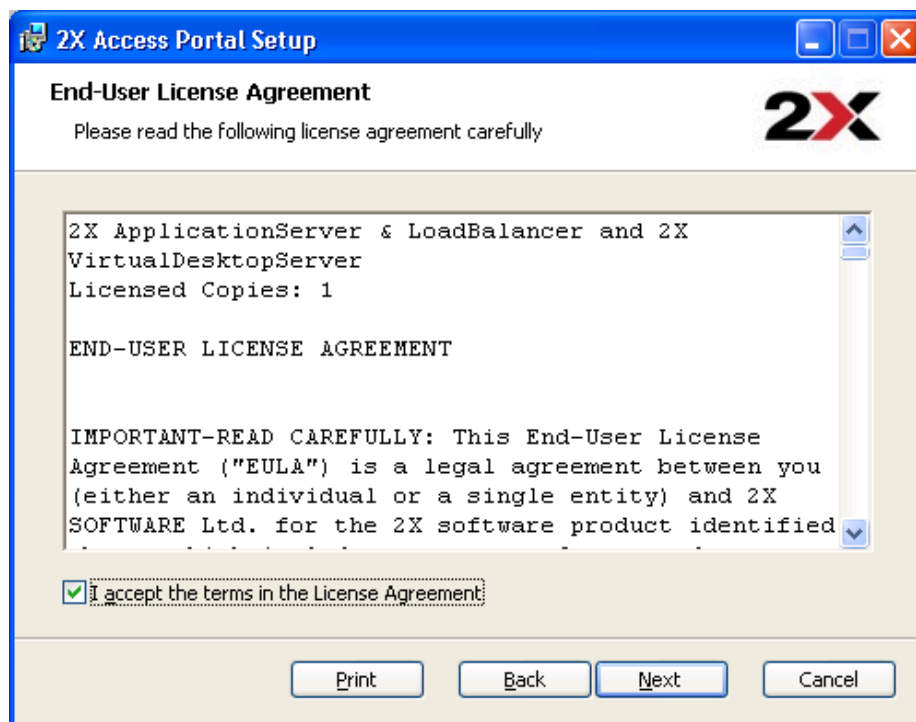 2X Access Portal Setup
End-User License Agreement
Please read the following license agreement carefully
2X
2X ApplicationServer & LoadBalancer and 2X
VirtualDesktopServer
Licensed Copies: 1
END-USER LICENSE AGREEMENT
IMPORTANT-READ CAREFULLY: This End-User License
Agreement ("EULA") is a legal agreement between you
(either an individual or a single entity) and 2X
SOFTWARE Ltd. for the 2X software product identified
I accept the terms in the License Agreement
Print Back Next Cancel